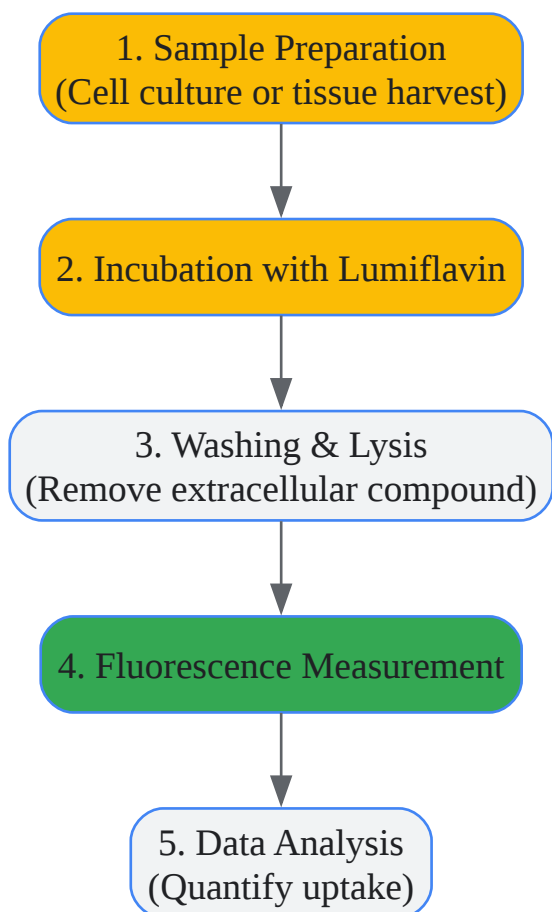 1. Sample Preparation
(Cell culture or tissue harvest)
2. Incubation with Lumiflavin
3. Washing & Lysis
(Remove extracellular compound)
4. Fluorescence Measurement
5. Data Analysis
(Quantify uptake)